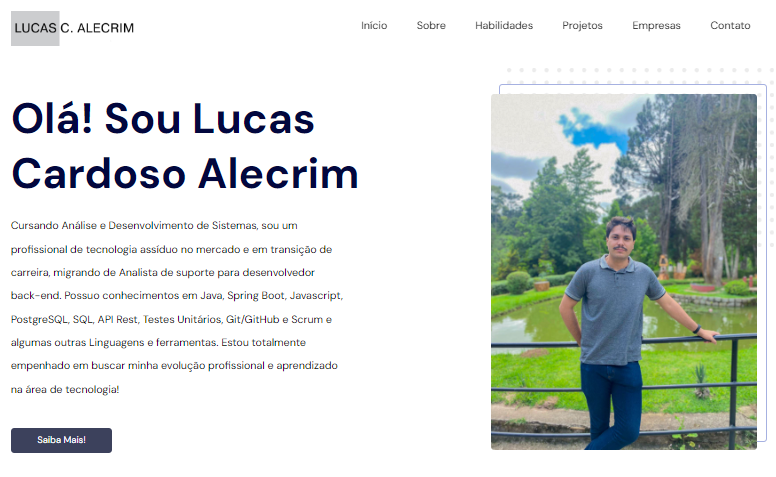 LUCAS C. ALECRIM
Início Sobre Habilidades Projetos Empresas Contato
Olá! Sou Lucas
Cardoso Alecrim
Cursando Análise e Desenvolvimento de Sistemas, sou um
profissional de tecnologia assíduo no mercado e em transição de
carreira, migrando de Analista de suporte para desenvolvedor
back-end. Possuo conhecimentos em Java, Spring Boot, Javascript,
PostgreSQL, SQL, API Rest, Testes Unitários, Git/GitHub e Scrum e
algumas outras Linguagens e ferramentas. Estou totalmente
empenhado em buscar minha evolução profissional e aprendizado
na área de tecnologia!
Saiba Mais!